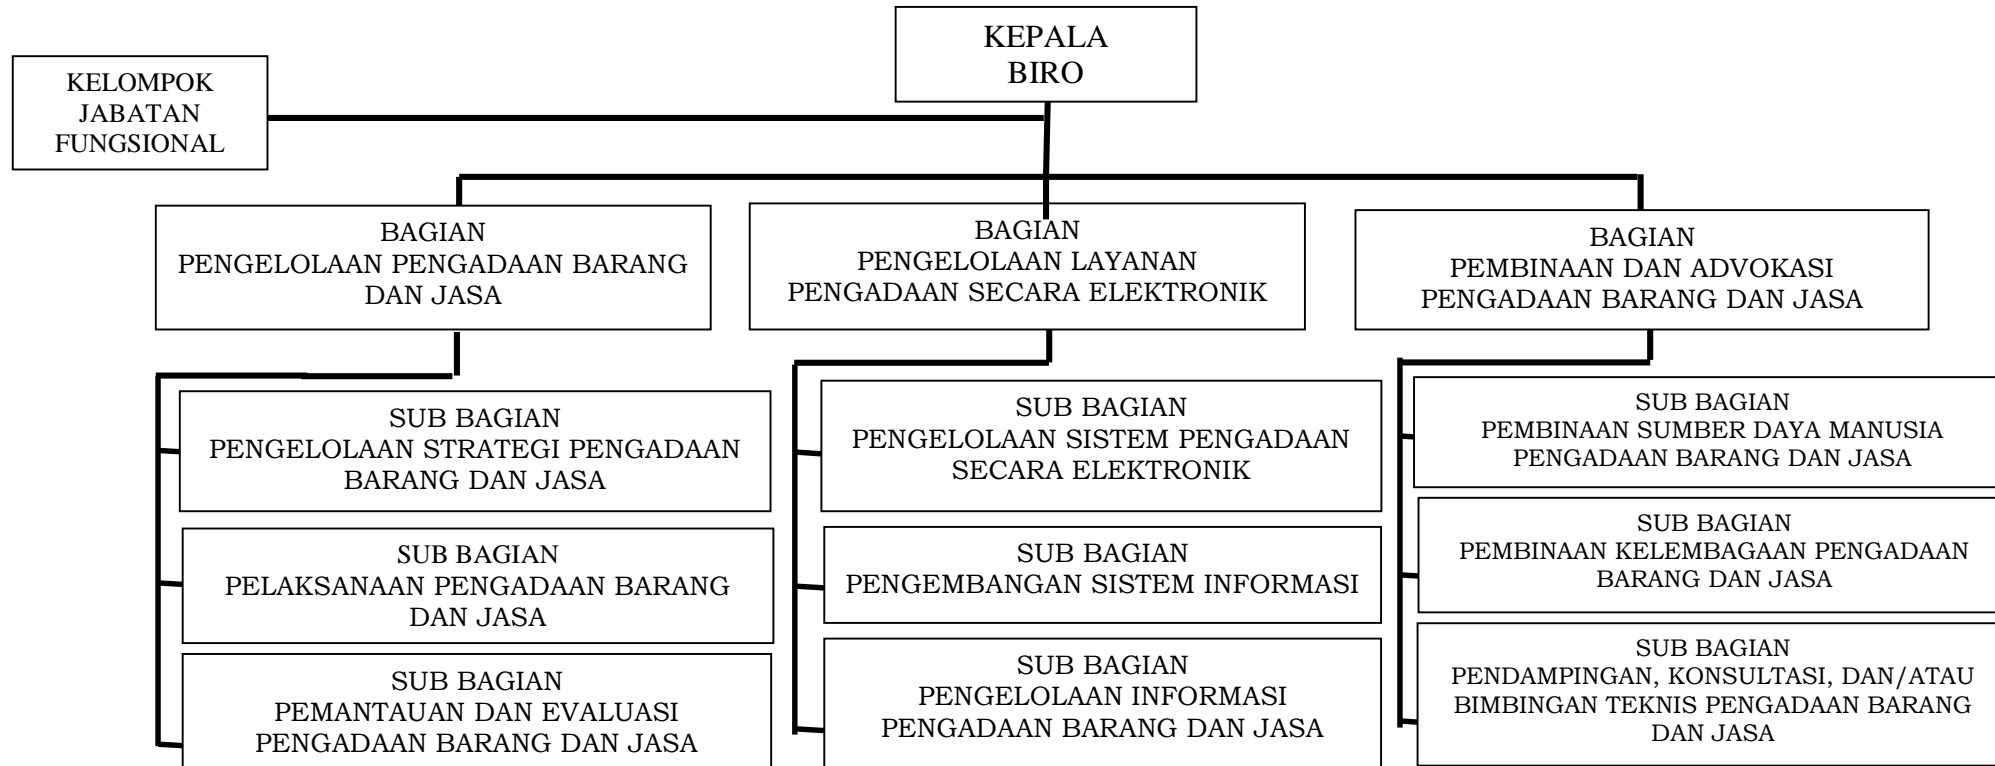 KEPALA
BIRO
KELOMPOK
JABATAN
FUNGSIONAL
BAGIAN
PENGELOLAAN PENGADAAN BARANG
DAN JASA
BAGIAN
PENGELOLAAN LAYANAN
PENGADAAN SECARA ELEKTRONIK
BAGIAN
PEMBINAAN DAN ADVOKASI
PENGADAAN BARANG DAN JASA
SUB BAGIAN
PENGELOLAAN STRATEGI PENGADAAN
BARANG DAN JASA
SUB BAGIAN
PELAKSANAAN PENGADAAN BARANG
DAN JASA
SUB BAGIAN
PEMANTAUAN DAN EVALUASI
PENGADAAN BARANG DAN JASA
SUB BAGIAN
PENGELOLAAN SISTEM PENGADAAN
SECARA ELEKTRONIK
SUB BAGIAN
PENGEMBANGAN SISTEM INFORMASI
SUB BAGIAN
PENGELOLAAN INFORMASI
PENGADAAN BARANG DAN JASA
SUB BAGIAN
PEMBINAAN SUMBER DAYA MANUSIA
PENGADAAN BARANG DAN JASA
SUB BAGIAN
PEMBINAAN KELEMBAGAAN PENGADAAN
BARANG DAN JASA
SUB BAGIAN
PENDAMPINGAN, KONSULTASI, DAN/ATAU
BIMBINGAN TEKNIS PENGADAAN BARANG
DAN JASA